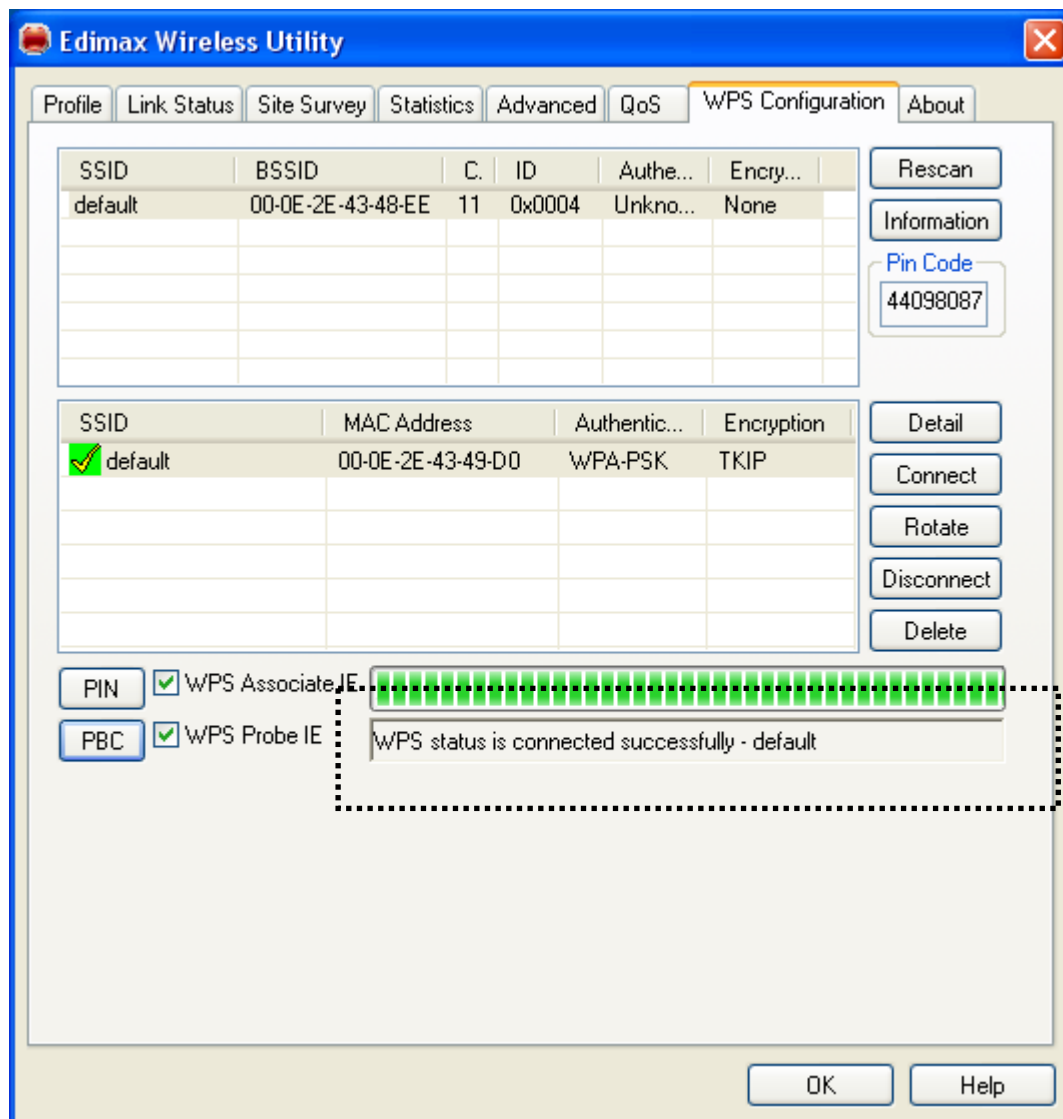 Edimax Wireless Utility
Profile Link Status Site Survey Statistics Advanced QoS WPS Configuration About
SSID BSSID C. ID Authe... Encry...
default 00-0E-2E-43-48-EE 11 0x0004 Unkno... None
Rescan
Information
Pin Code
44098087
SSID MAC Address Authentic... Encryption
default 00-0E-2E-43-49-D0 WPA-PSK TKIP
Detail
Connect
Rotate
Disconnect
Delete
PIN WPS Associate IE
PBC WPS Probe IE WPS status is connected successfully - default
OK Help